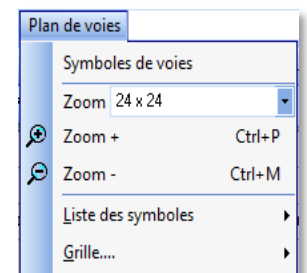 Plan de voies
Symboles de voies
Zoom 24 x 24
Zoom + Ctrl+P
Zoom - Ctrl+M
Liste des symboles
Grille....